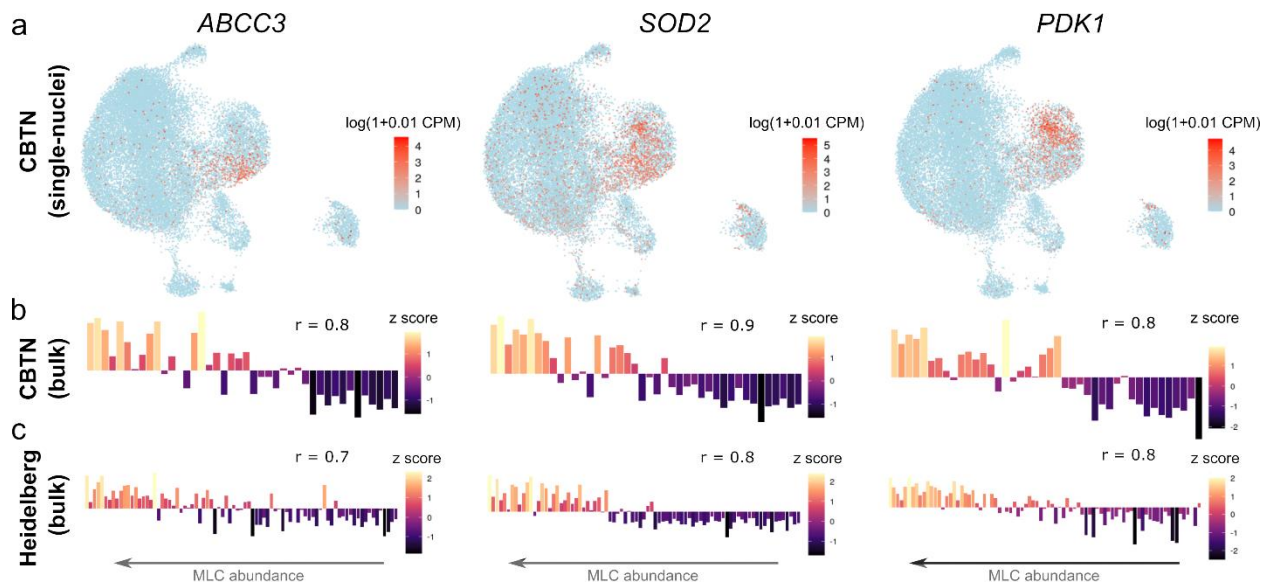 a
ABCC3
SOD2
PDK1
CBTN
(single-nuclei)
log(1+0.01 CPM)
4
3
2
1
0
log(1+0.01 CPM)
5
4
3
2
1
0
log(1+0.01 CPM)
4
3
2
1
0
b
CBTN
(bulk)
r = 0.8
z score
1
0
-1
r = 0.9
z score
1
0
-1
r = 0.8
z score
1
0
-1
-2
c
Heidelberg
(bulk)
r = 0.7
z score
2
1
0
-1
r = 0.8
z score
2
1
0
-1
r = 0.8
z score
2
1
0
-1
-2
MLC abundance
MLC abundance
MLC abundance